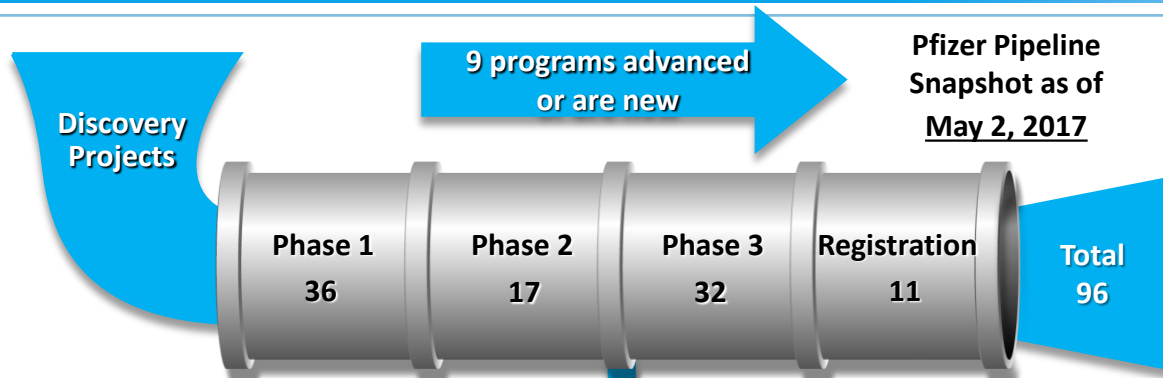 9 programs advanced
or are new
Pfizer Pipeline
Snapshot as of
May 2, 2017
Discovery
Projects
Phase 1
36
Phase 2
17
Phase 3
32
Registration
11
Total
96